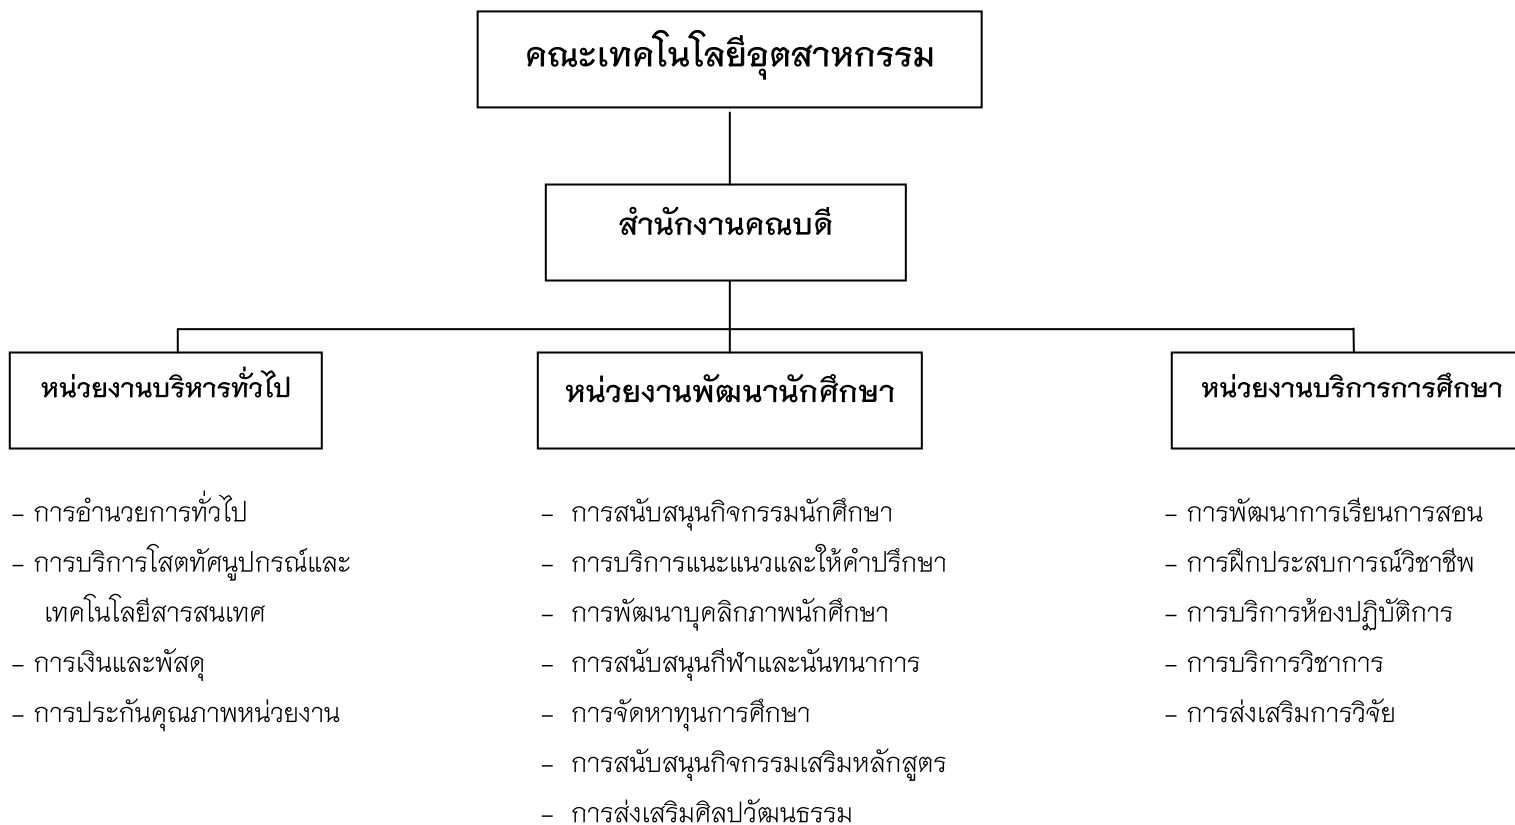 คณะเทคโนโลยีอุตสาหกรรม
สำนักงานคณบดี
หน่วยงานบริหารทั่วไป
– การอำนวยการทั่วไป
– การบริการโสตทัศนูปกรณ์และ
เทคโนโลยีสารสนเทศ
– การเงินและพัสดุ
– การประกันคุณภาพหน่วยงาน
หน่วยงานพัฒนานักศึกษา
– การสนับสนุนกิจกรรมนักศึกษา
– การบริการแนะแนวและให้คำปรึกษา
– การพัฒนาบุคลิกภาพนักศึกษา
– การสนับสนุนกีฬาและนันทนาการ
– การจัดหาทุนการศึกษา
– การสนับสนุนกิจกรรมเสริมหลักสูตร
– การส่งเสริมศิลปวัฒนธรรม
หน่วยงานบริการการศึกษา
– การพัฒนาการเรียนการสอน
– การฝึกประสบการณ์วิชาชีพ
– การบริการห้องปฏิบัติการ
– การบริการวิชาการ
– การส่งเสริมการวิจัย